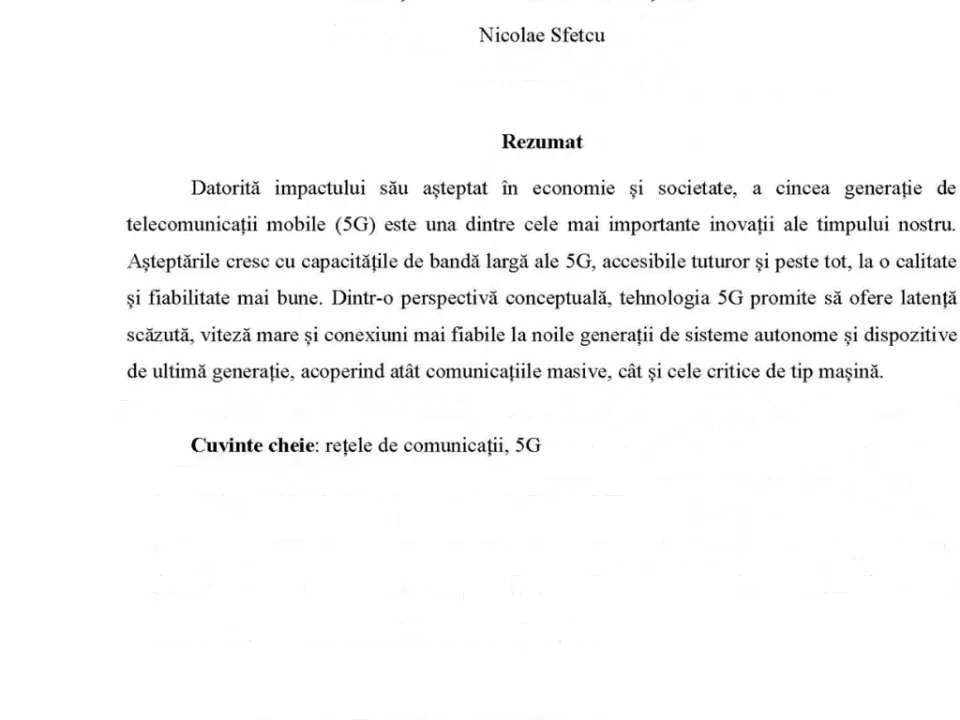 Nicolae Sfetcu
Rezumat
Datorită impactului său așteptat în economie și societate, a cincea generație de
telecomunicații mobile (5G) este una dintre cele mai importante inovații ale timpului nostru.
Așteptările cresc cu capacitățile de bandă largă ale 5G, accesibile tuturor și peste tot, la o calitate
și fiabilitate mai bune. Dintr-o perspectivă conceptuală, tehnologia 5G promite să ofere latență
scăzută, viteză mare și conexiuni mai fiabile la noile generații de sisteme autonome și dispozitive
de ultimă generație, acoperind atât comunicațiile masive, cât și cele critice de tip mașină.
Cuvinte cheie: rețele de comunicații, 5G